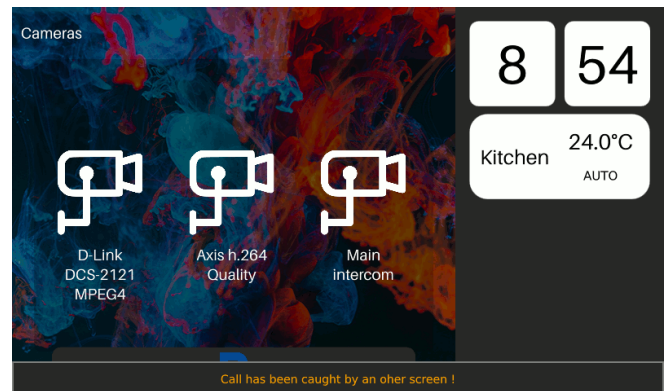 Cameras
8 54
Kitchen
24.0°C
AUTO
D-Link
DCS-2121
MPEG4
Axis h.264
Quality
Main
intercom
Call has been caught by an oher screen !